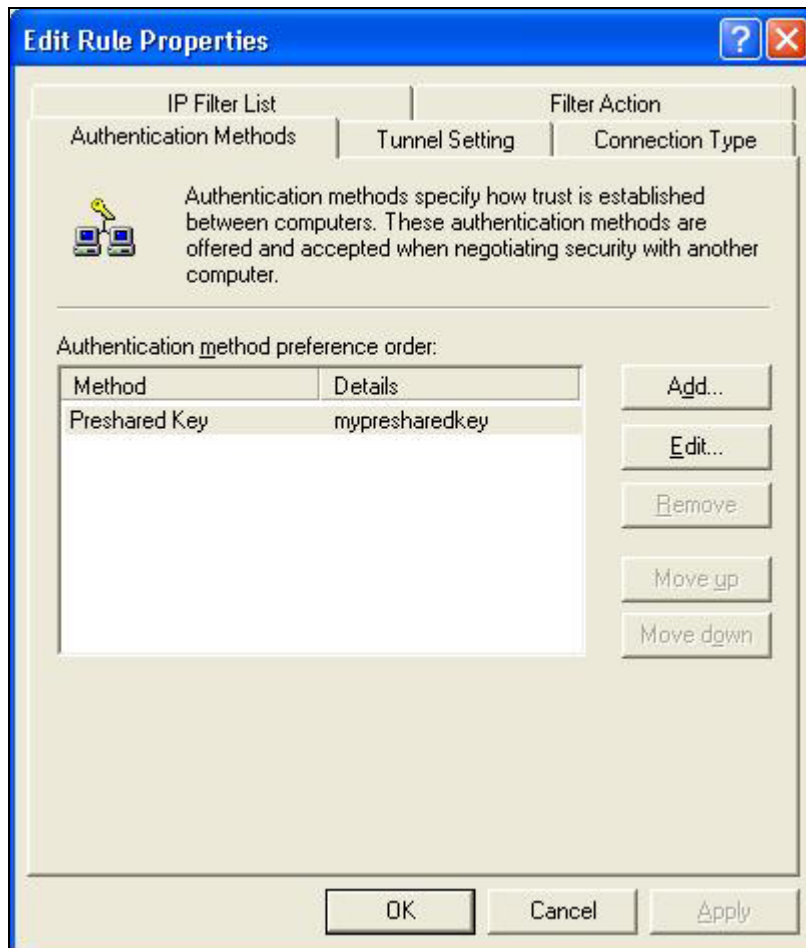 Edit Rule Properties
?
IP Filter List
Filter Action
Authentication Methods
Tunnel Setting
Connection Type
Authentication methods specify how trust is established
between computers. These authentication methods are
offered and accepted when negotiating security with another
computer.
Authentication method preference order:
Method Details
Preshared Key mypresharedkey
Add...
Edit...
Remove
Move up
Move down
OK
Cancel
Apply